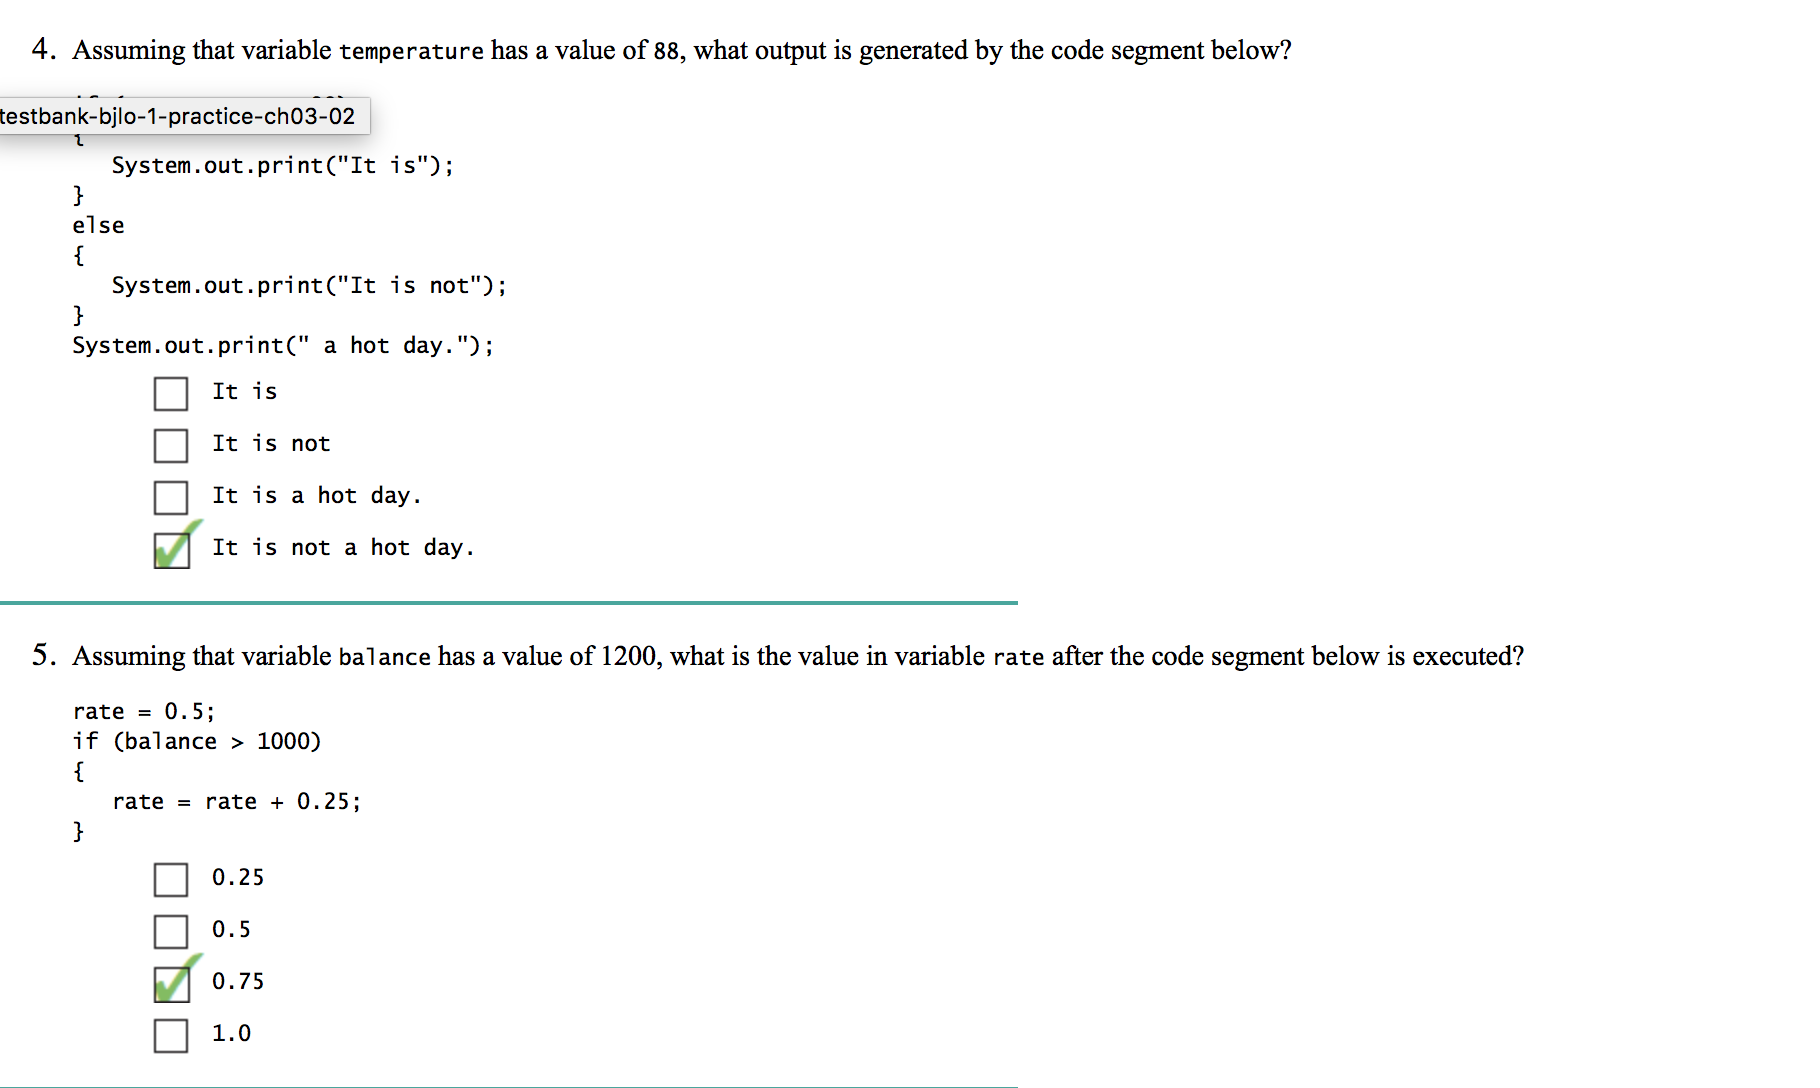 4. Assuming that variable temperature has a value of 88, what output is generated by the code segment below?
testbank-bjlo-1-practice-ch03-02
{
System.out.print("It is");
}
else
{
System.out.print("It is not");
}
System.out.print(" a hot day.");
It is
It is not
It is a hot day.
It is not a hot day.
5. Assuming that variable balance has a value of 1200, what is the value in variable rate after the code segment below is executed?
rate = 0.5;
if (balance > 1000)
{
rate = rate + 0.25;
}
0.25
0.5
0.75
1.0